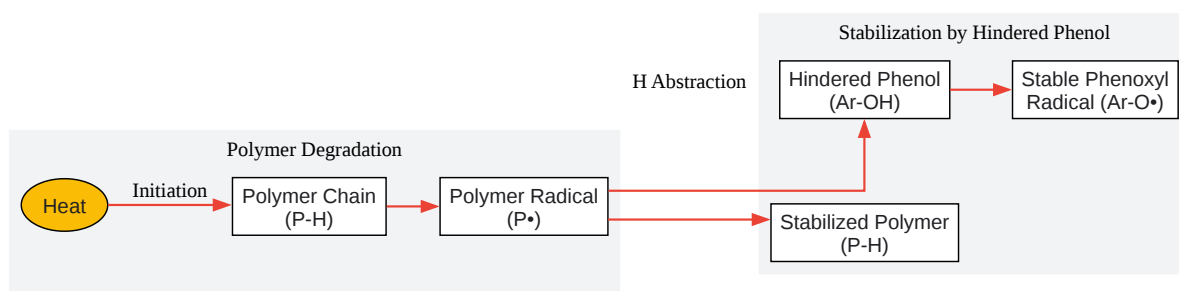 Stabilization by Hindered Phenol
H Abstraction
Hindered Phenol
(Ar-OH)
Stable Phenoxyl
Radical (Ar-O•)
Polymer Degradation
Heat
Initiation
Polymer Chain
(P-H)
Polymer Radical
(P•)
Stabilized Polymer
(P-H)